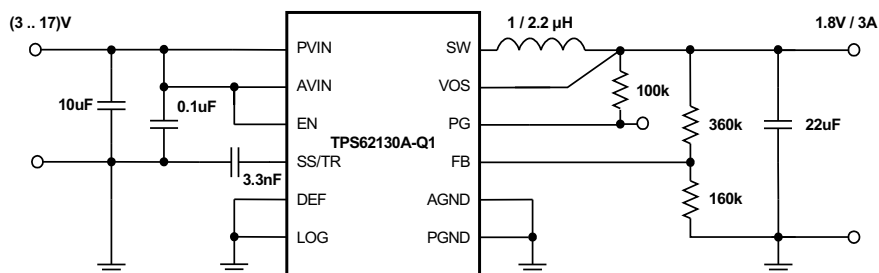 (3 .. 17)V
1 / 2.2 µH
1.8V / 3A
PVIN
SW
AVIN
VOS
10uF
0.1uF
100k
EN
PG
360k
22uF
TPS62130A-Q1
SS/TR
FB
3.3nF
DEF
AGND
160k
LOG
PGND